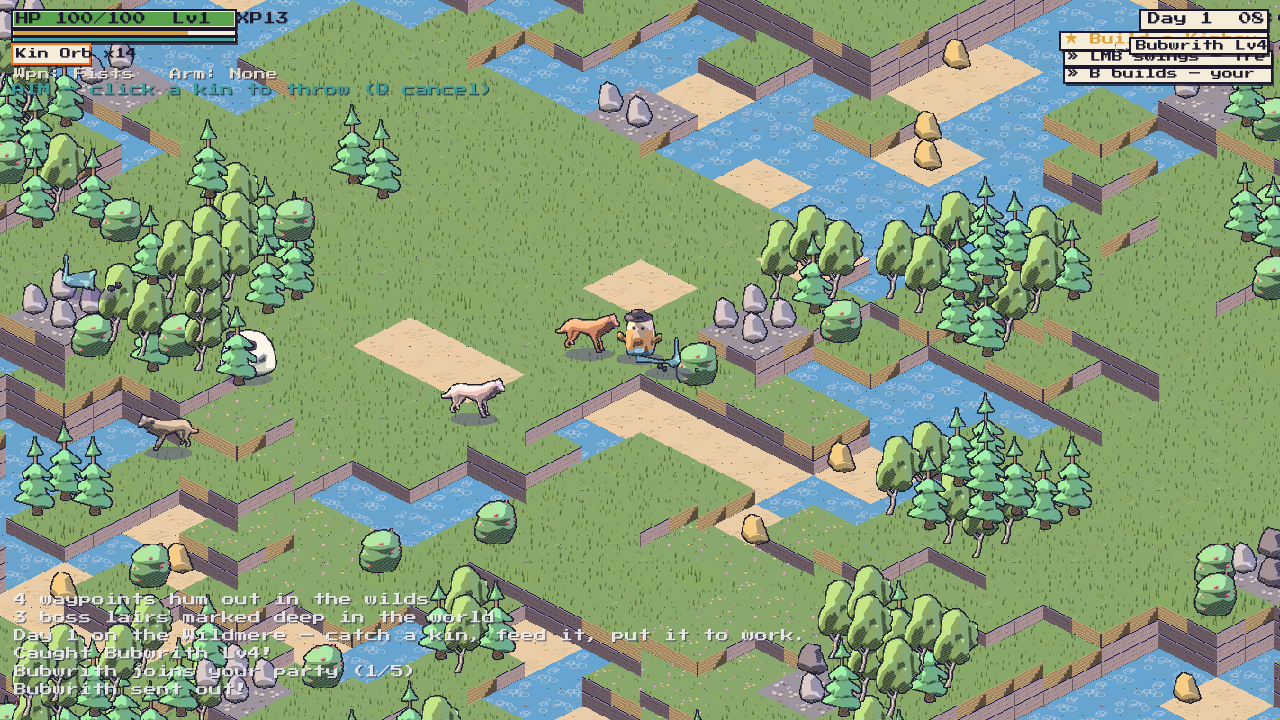 HP 100/100 Lv1 XP13
Day 1 08
Kin Orb x14
Bubwrith Lv4
» LMB swings —
Wpn: Fists Arm: None
» B builds — your
AIM — click a kin to throw (Q cancel)
4 waypoints hum out in the wilds
3 boss lairs marked deep in the world
Day 1 on the Wildmere — catch a kin, feed it, put it to work.
Caught Bubwrith Lv4!
Bubwrith joins your party (1/5)
Bubwrith sent out!